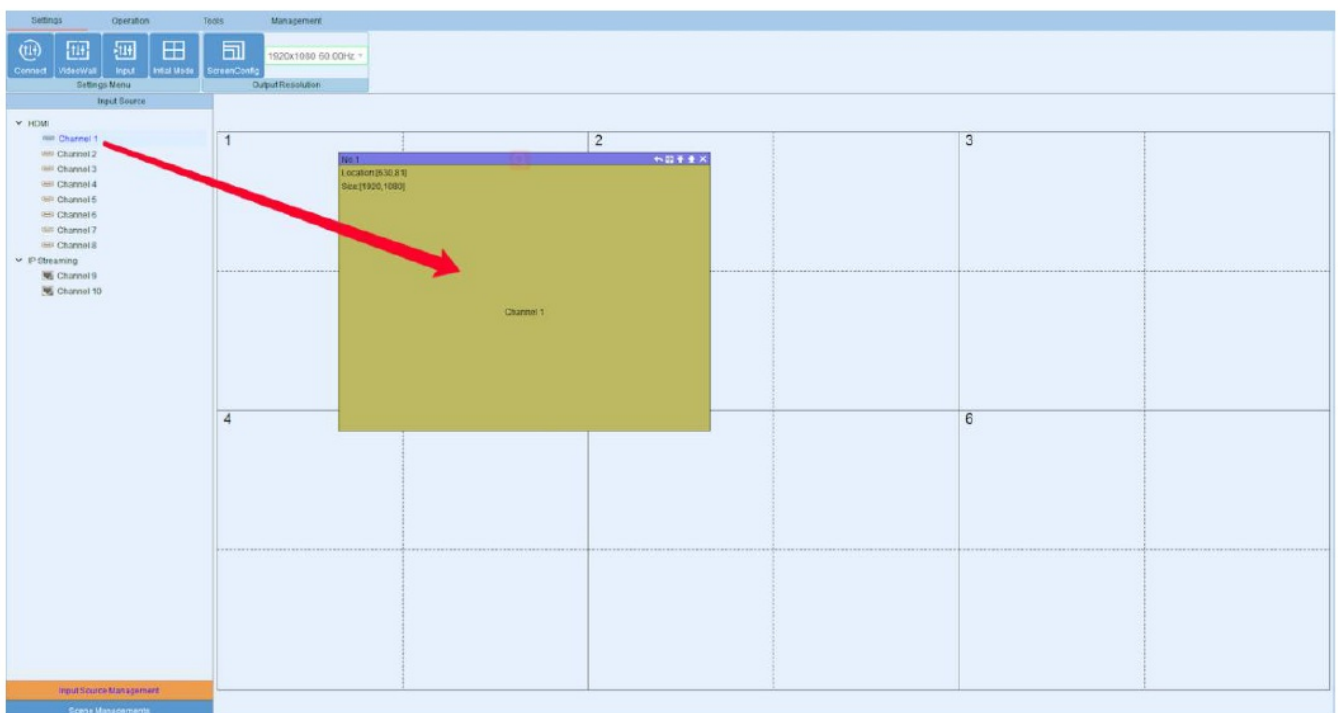 Settings Operation Tools Management
Connect VideoWall Input Initial Mode ScreenConfig 1920x1080 60.00Hz
Settings Menu Output Resolution
Input Source
HDMI
Channel 1
Channel 2
Channel 3
Channel 4
Channel 5
Channel 6
Channel 7
Channel 8
IP Streaming
Channel 9
Channel 10
1 2 3
No.1
Location:[630,81]
Size:[1920,1080]
Channel 1
4 6
Input Source Management
Scene Managements